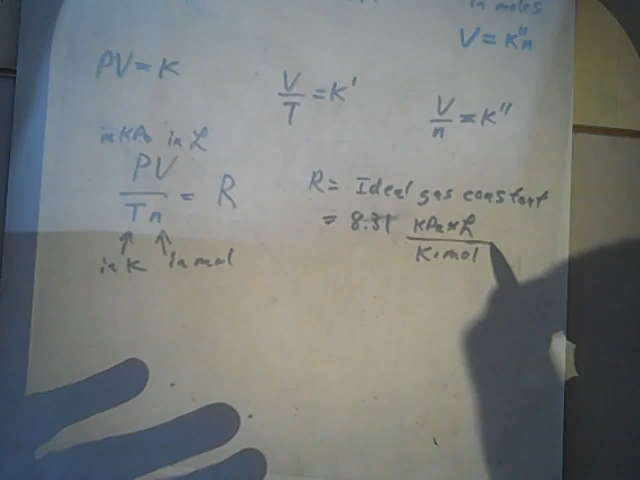 in moles
V = K''n
PV = K
V/T = K'
V/n = K''
in KPa in L
PV/Tn = R
↑ ↑
in K in mol
R = Ideal gas constant
= 8.31 KPa × L/K·mol